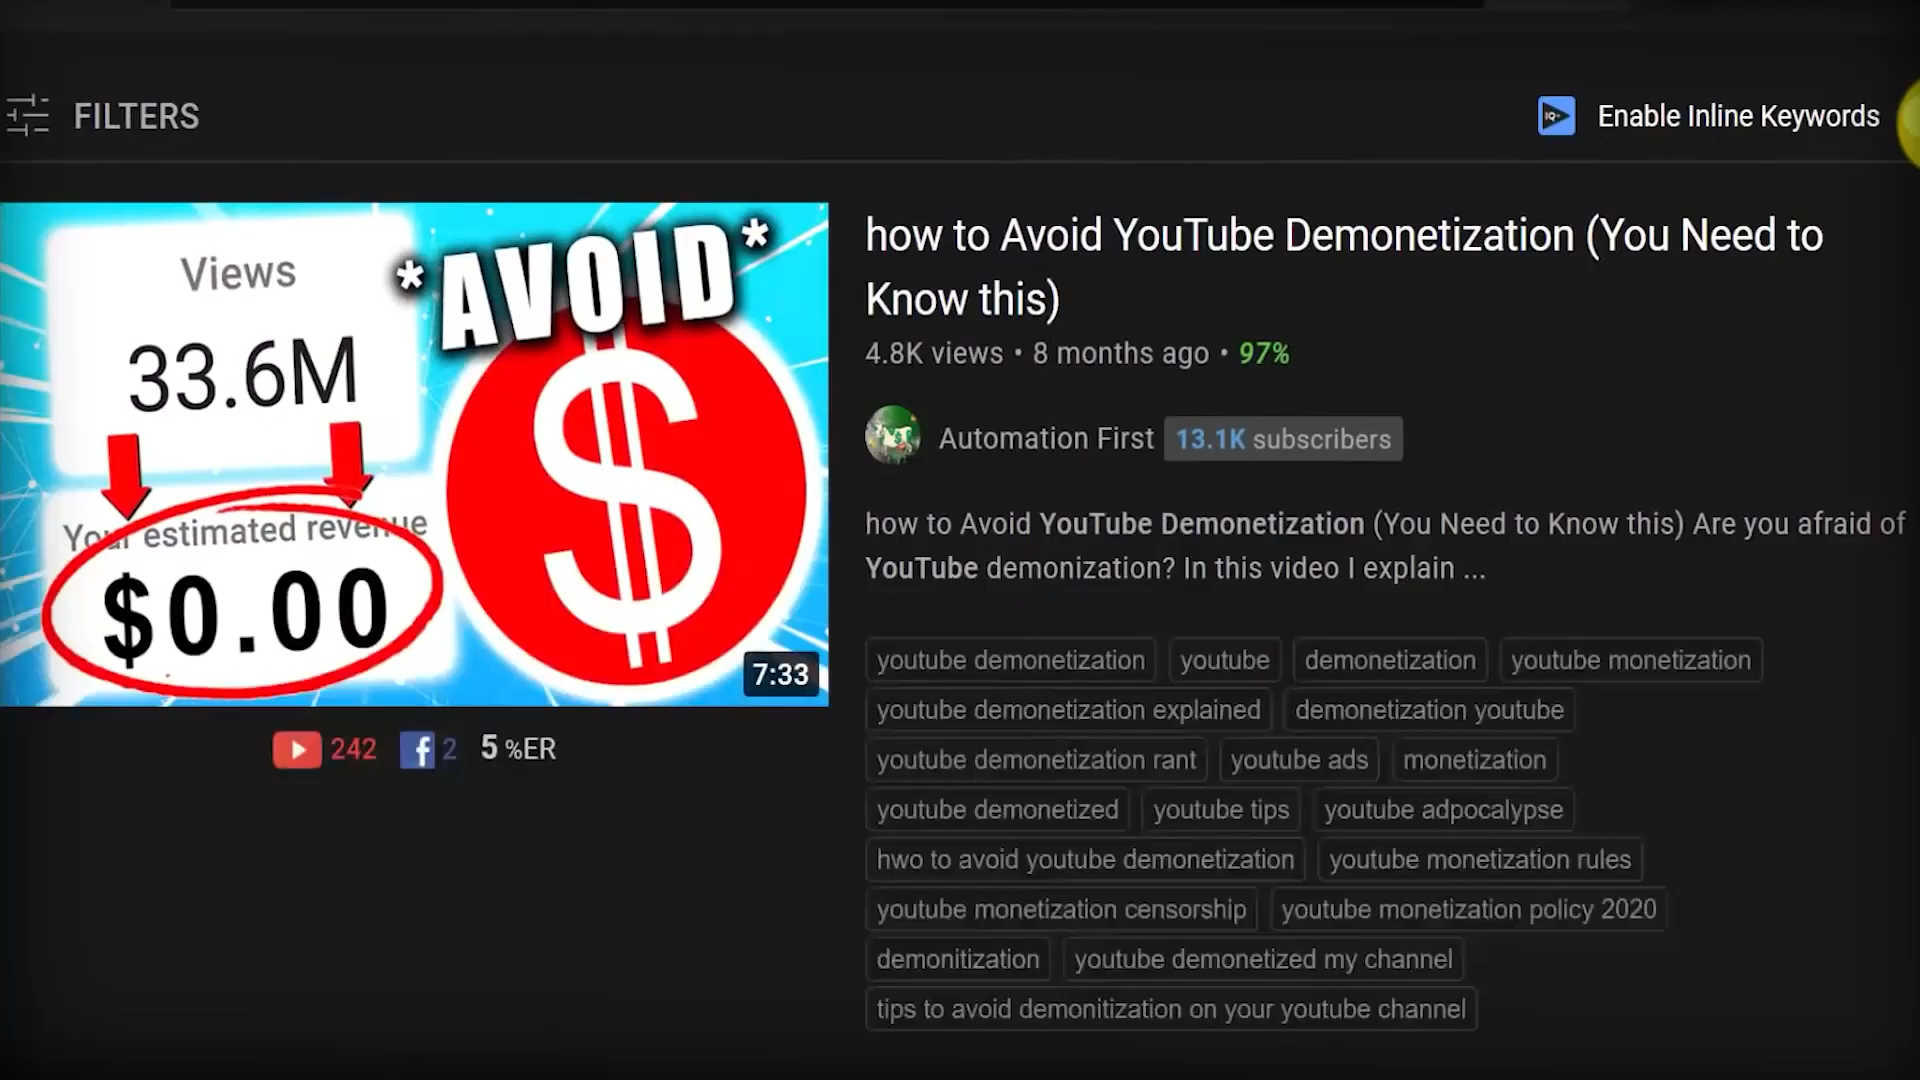 FILTERS
IQ
Enable Inline Keywords
Views
33.6M
*AVOID*
Your estimated revenue
$0.00
$
7:33
242
f 2
5 %ER
how to Avoid YouTube Demonetization (You Need to
Know this)
4.8K views • 8 months ago • 97%
Automation First 13.1K subscribers
how to Avoid YouTube Demonetization (You Need to Know this) Are you afraid of
YouTube demonization? In this video I explain ...
youtube demonetization youtube demonetization youtube monetization
youtube demonetization explained demonetization youtube
youtube demonetization rant youtube ads monetization
youtube demonetized youtube tips youtube adpocalypse
hwo to avoid youtube demonetization youtube monetization rules
youtube monetization censorship youtube monetization policy 2020
demonitization youtube demonetized my channel
tips to avoid demonitization on your youtube channel